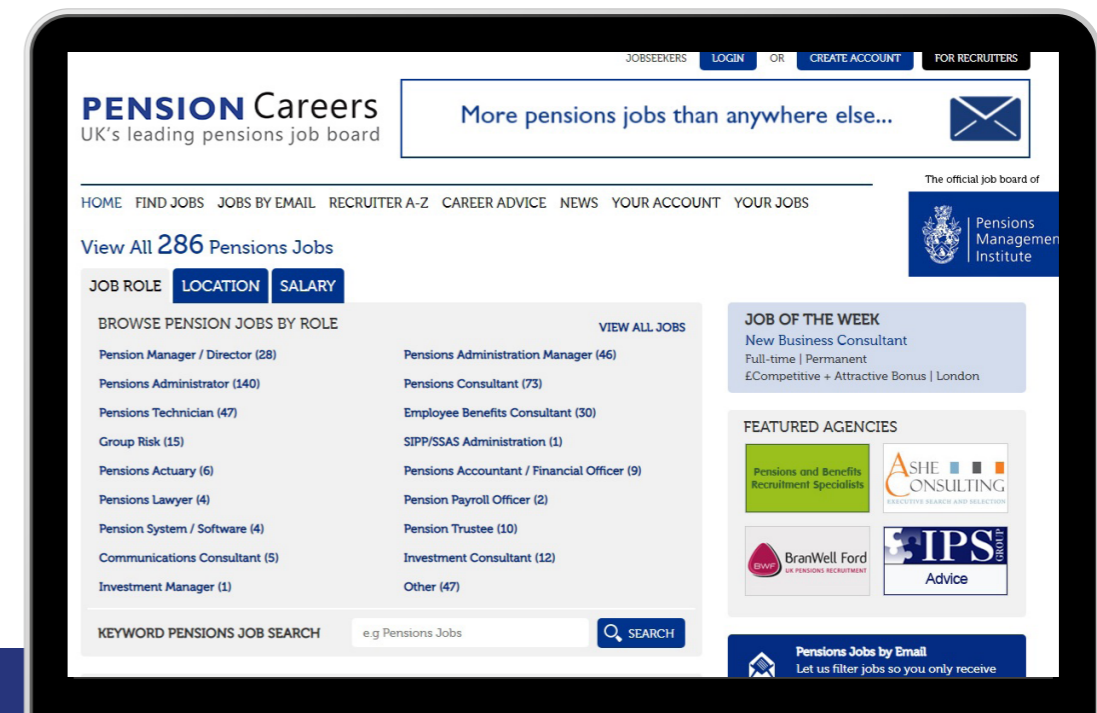 JOBSEEKERS LOGIN OR CREATE ACCOUNT FOR RECRUITERS
PENSION Careers
UK's leading pensions job board
More pensions jobs than anywhere else...
The official job board of
Pensions
Managemen
Institute
HOME FIND JOBS JOBS BY EMAIL RECRUITER A-Z CAREER ADVICE NEWS YOUR ACCOUNT YOUR JOBS
View All 286 Pensions Jobs
JOB ROLE LOCATION SALARY
BROWSE PENSION JOBS BY ROLE VIEW ALL JOBS
Pension Manager / Director (28) Pensions Administration Manager (46)
Pensions Administrator (140) Pensions Consultant (73)
Pensions Technician (47) Employee Benefits Consultant (30)
Group Risk (15) SIPP/SSAS Administration (1)
Pensions Actuary (6) Pensions Accountant / Financial Officer (9)
Pensions Lawyer (4) Pension Payroll Officer (2)
Pension System / Software (4) Pension Trustee (10)
Communications Consultant (5) Investment Consultant (12)
Investment Manager (1) Other (47)
KEYWORD PENSIONS JOB SEARCH e.g Pensions Jobs SEARCH
JOB OF THE WEEK
New Business Consultant
Full-time | Permanent
£Competitive + Attractive Bonus | London
FEATURED AGENCIES
Pensions and Benefits
Recruitment Specialists
ASHE
CONSULTING
EXECUTIVE SEARCH AND SELECTION
BWF BranWell Ford
UK PENSIONS RECRUITMENT
IPS GROUP
Advice
Pensions Jobs by Email
Let us filter jobs so you only receive